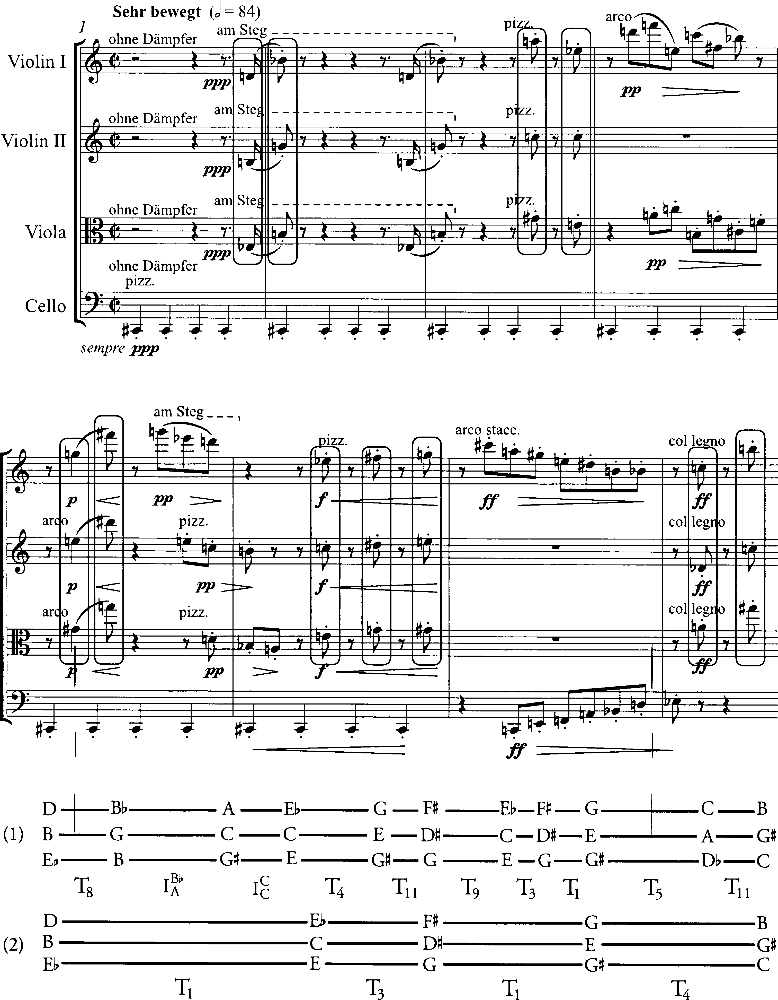 Sehr bewegt (𝅗𝅥 = 84)
1
ohne Dämpfer am Steg pizz. arco
Violin I
ppp pp
ohne Dämpfer am Steg pizz.
Violin II
ppp
ohne Dämpfer am Steg pizz.
Viola
ppp pp
ohne Dämpfer
pizz.
Cello
sempre ppp
am Steg pizz. arco stacc. col legno
p pp f ff ff
arco pizz. col legno
p pp f ff
arco pizz. col legno
p pp f ff
ff
D B♭ A E♭ G F♯ E♭ F♯ G C B
(1) B G C C E D♯ C D♯ E A G♯
E♭ B G♯ E G♯ G E G G♯ D♭ C
T8 I B♭ A I C C T4 T11 T9 T3 T1 T5 T11
D E♭ F♯ G B
(2) B C D♯ E G♯
E♭ E G G♯ C
T1 T3 T1 T4